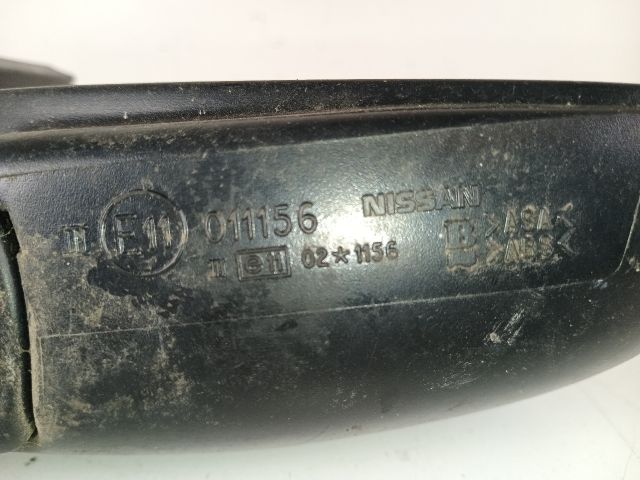 II E11 011156 NISSAN
II e11 02*1156 B >ASA<
>ABS<